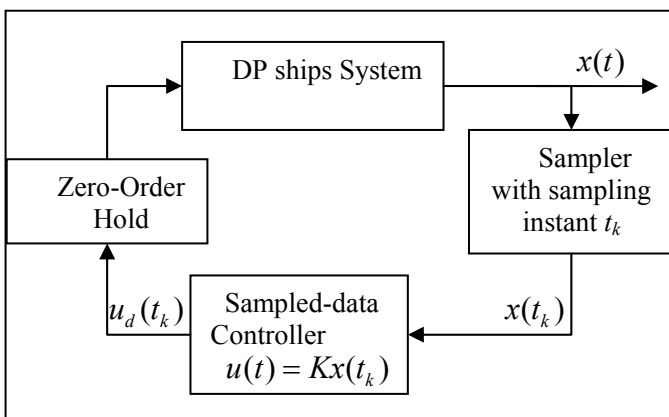 DP ships System
x(t)
Sampler
with sampling
instant t_k
x(t_k)
Sampled-data
Controller
u(t) = Kx(t_k)
u_d(t_k)
Zero-Order
Hold